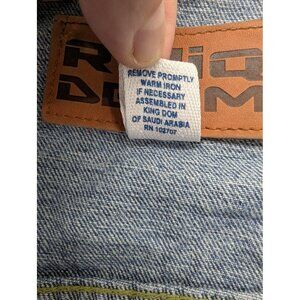 REMOVE PROMPTLY
WARM IRON
IF NECESSARY
ASSEMBLED IN
KING DOM
OF SAUDI ARABIA
RN 102707